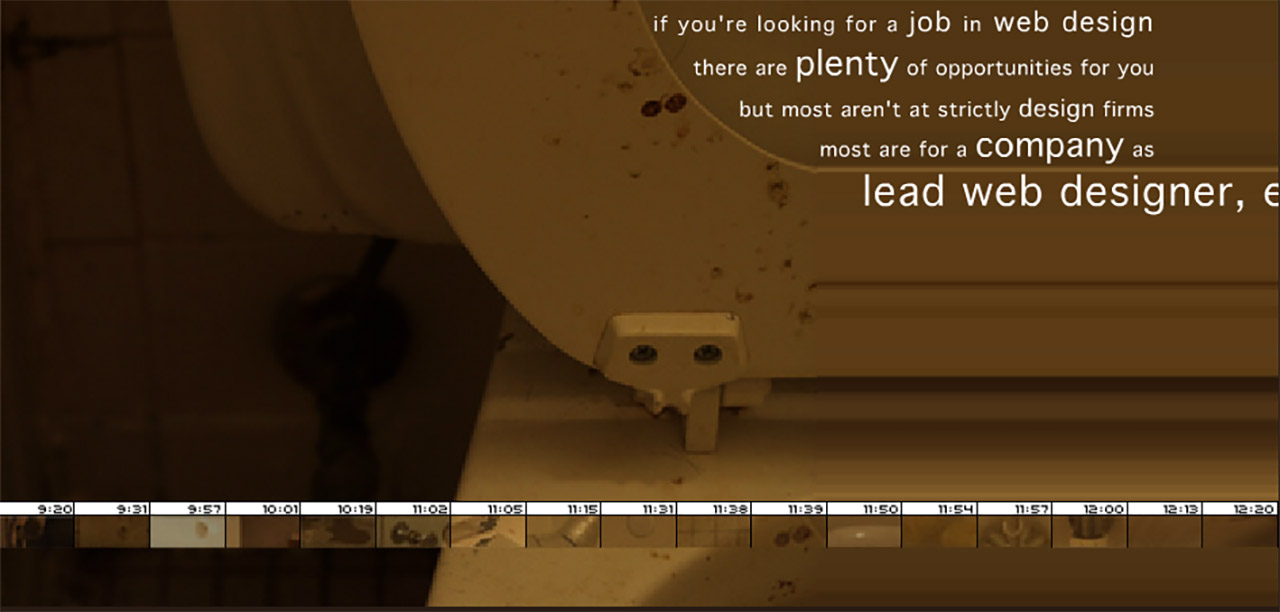 if you're looking for a job in web design
there are plenty of opportunities for you
but most aren't at strictly design firms
most are for a company as
lead web designer, e
9:20 9:31 9:57 10:01 10:19 11:02 11:05 11:15 11:31 11:38 11:39 11:50 11:54 11:57 12:00 12:13 12:20